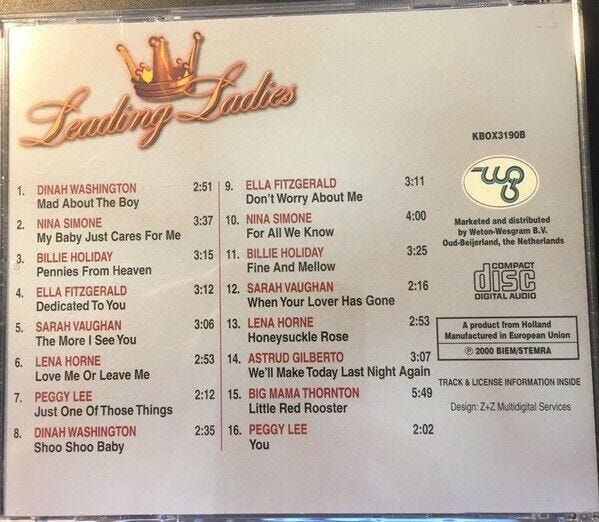 Leading Ladies
1. DINAH WASHINGTON 2:51
Mad About The Boy
2. NINA SIMONE 3:37
My Baby Just Cares For Me
3. BILLIE HOLIDAY 3:15
Pennies From Heaven
4. ELLA FITZGERALD 3:12
Dedicated To You
5. SARAH VAUGHAN 3:06
The More I See You
6. LENA HORNE 2:53
Love Me Or Leave Me
7. PEGGY LEE 2:12
Just One Of Those Things
8. DINAH WASHINGTON 2:35
Shoo Shoo Baby
9. ELLA FITZGERALD 3:11
Don't Worry About Me
10. NINA SIMONE 4:00
For All We Know
11. BILLIE HOLIDAY 3:25
Fine And Mellow
12. SARAH VAUGHAN 2:16
When Your Lover Has Gone
13. LENA HORNE 2:53
Honeysuckle Rose
14. ASTRUD GILBERTO 3:07
We'll Make Today Last Night Again
15. BIG MAMA THORNTON 5:49
Little Red Rooster
16. PEGGY LEE 2:02
You
KBOX3190B
WG
Marketed and distributed
by Weton-Wesgram B.V.
Oud-Beijerland, the Netherlands
COMPACT
disc
DIGITAL AUDIO
A product from Holland
Manufactured in European Union
℗ 2000 BIEM/STEMRA
TRACK & LICENSE INFORMATION INSIDE
Design: Z+Z Multidigital Services